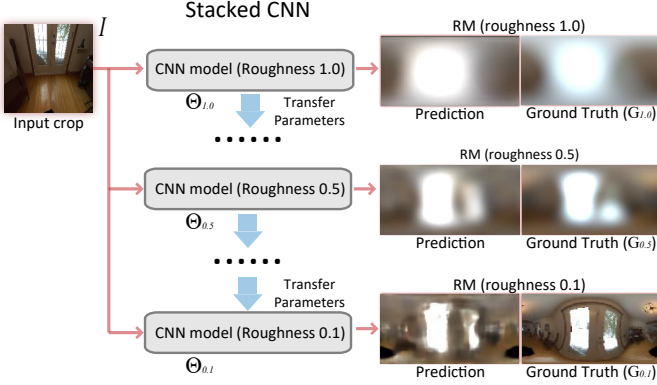 Stacked CNN
I
Input crop
CNN model (Roughness 1.0)
Θ1.0
Transfer
Parameters
......
RM (roughness 1.0)
Prediction
Ground Truth (G1.0)
CNN model (Roughness 0.5)
Θ0.5
......
RM (roughness 0.5)
Prediction
Ground Truth (G0.5)
Transfer
Parameters
CNN model (Roughness 0.1)
Θ0.1
RM (roughness 0.1)
Prediction
Ground Truth (G0.1)